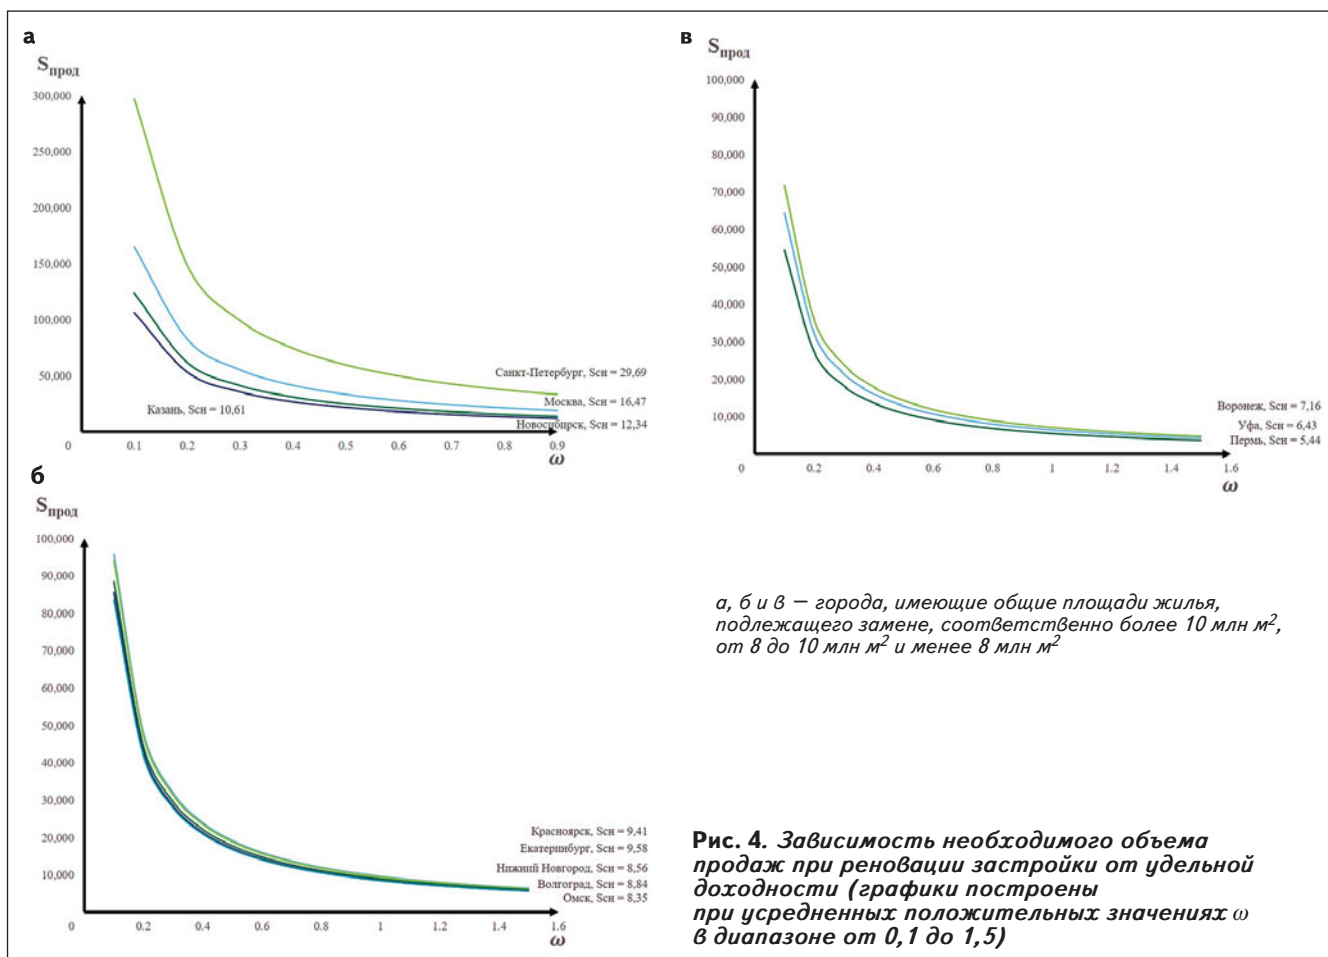 а
Sпрод
300,000
250,000
200,000
150,000
100,000
50,000
Санкт-Петербург, Sсн = 29,69
Москва, Sсн = 16,47
Казань, Sсн = 10,61
Новосибирск, Sсн = 12,34
0 0.1 0.2 0.3 0.4 0.5 0.6 0.7 0.8 0.9
ω
в
Sпрод
100,000
90,000
80,000
70,000
60,000
50,000
40,000
30,000
20,000
10,000
Воронеж, Sсн = 7,16
Уфа, Sсн = 6,43
Пермь, Sсн = 5,44
0 0.2 0.4 0.6 0.8 1 1.2 1.4 1.6
ω
б
Sпрод
100,000
90,000
80,000
70,000
60,000
50,000
40,000
30,000
20,000
10,000
Красноярск, Sсн = 9,41
Екатеринбург, Sсн = 9,58
Нижний Новгород, Sсн = 8,56
Волгоград, Sсн = 8,84
Омск, Sсн = 8,35
0 0.2 0.4 0.6 0.8 1 1.2 1.4 1.6
ω
а, б и в — города, имеющие общие площади жилья,
подлежащего замене, соответственно более 10 млн м²,
от 8 до 10 млн м² и менее 8 млн м²
Рис. 4. Зависимость необходимого объема
продаж при реновации застройки от удельной
доходности (графики построены
при усредненных положительных значениях ω
в диапазоне от 0,1 до 1,5)